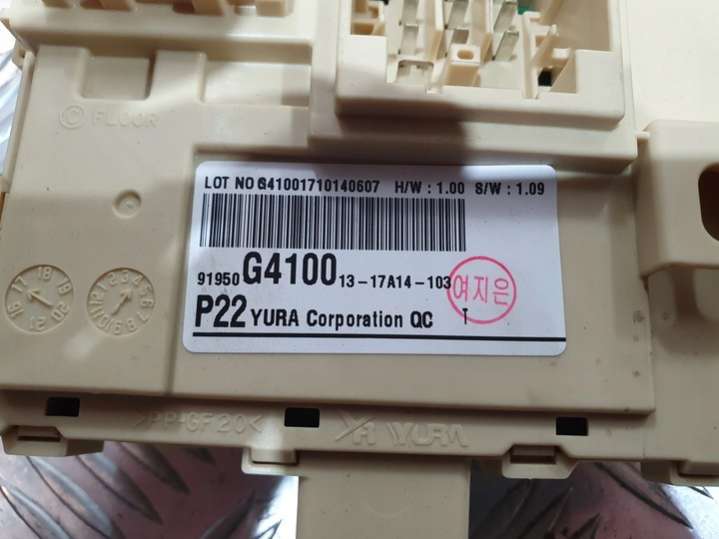 © FLOOR
LOT NO G41001710140607 H/W : 1.00 S/W : 1.09
91950 G4100 13-17A14-103
여지은
P22 YURA Corporation QC T
>PP-GF20<
YURA